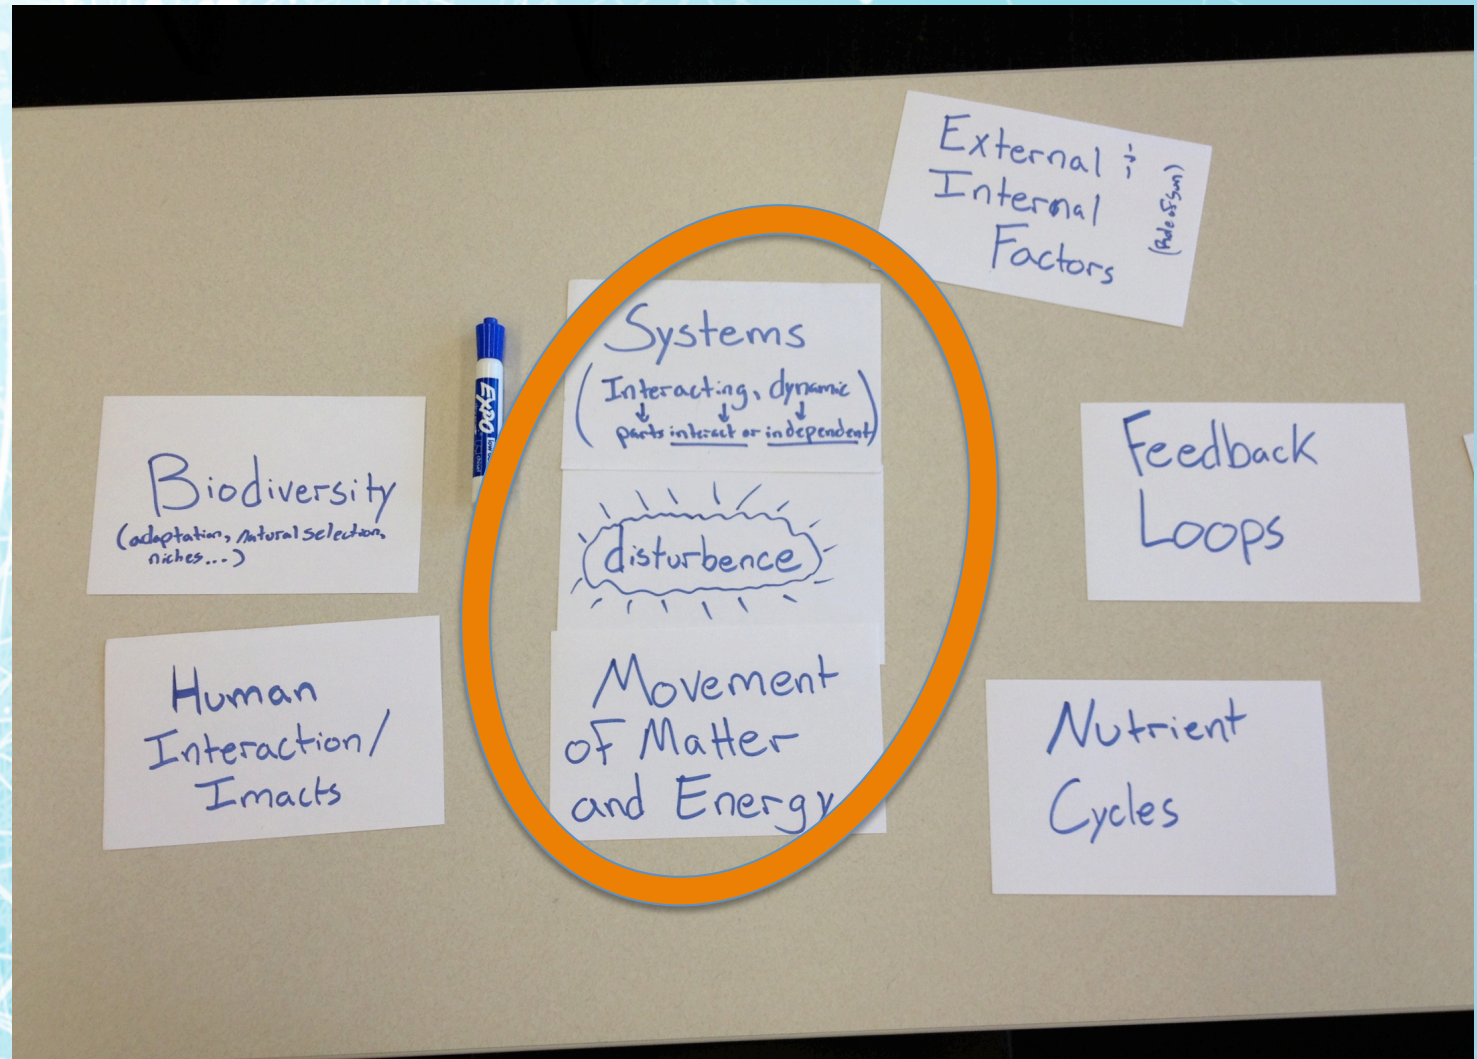 External &
Internal
Factors
(Role of Sun)
Systems
(Interacting, dynamic)
parts interact or independent
disturbence
Movement
of Matter
and Energy
Biodiversity
(adaptation, natural selection,
niches...)
Human
Interaction/
Imacts
Feedback
Loops
Nutrient
Cycles
EXPO